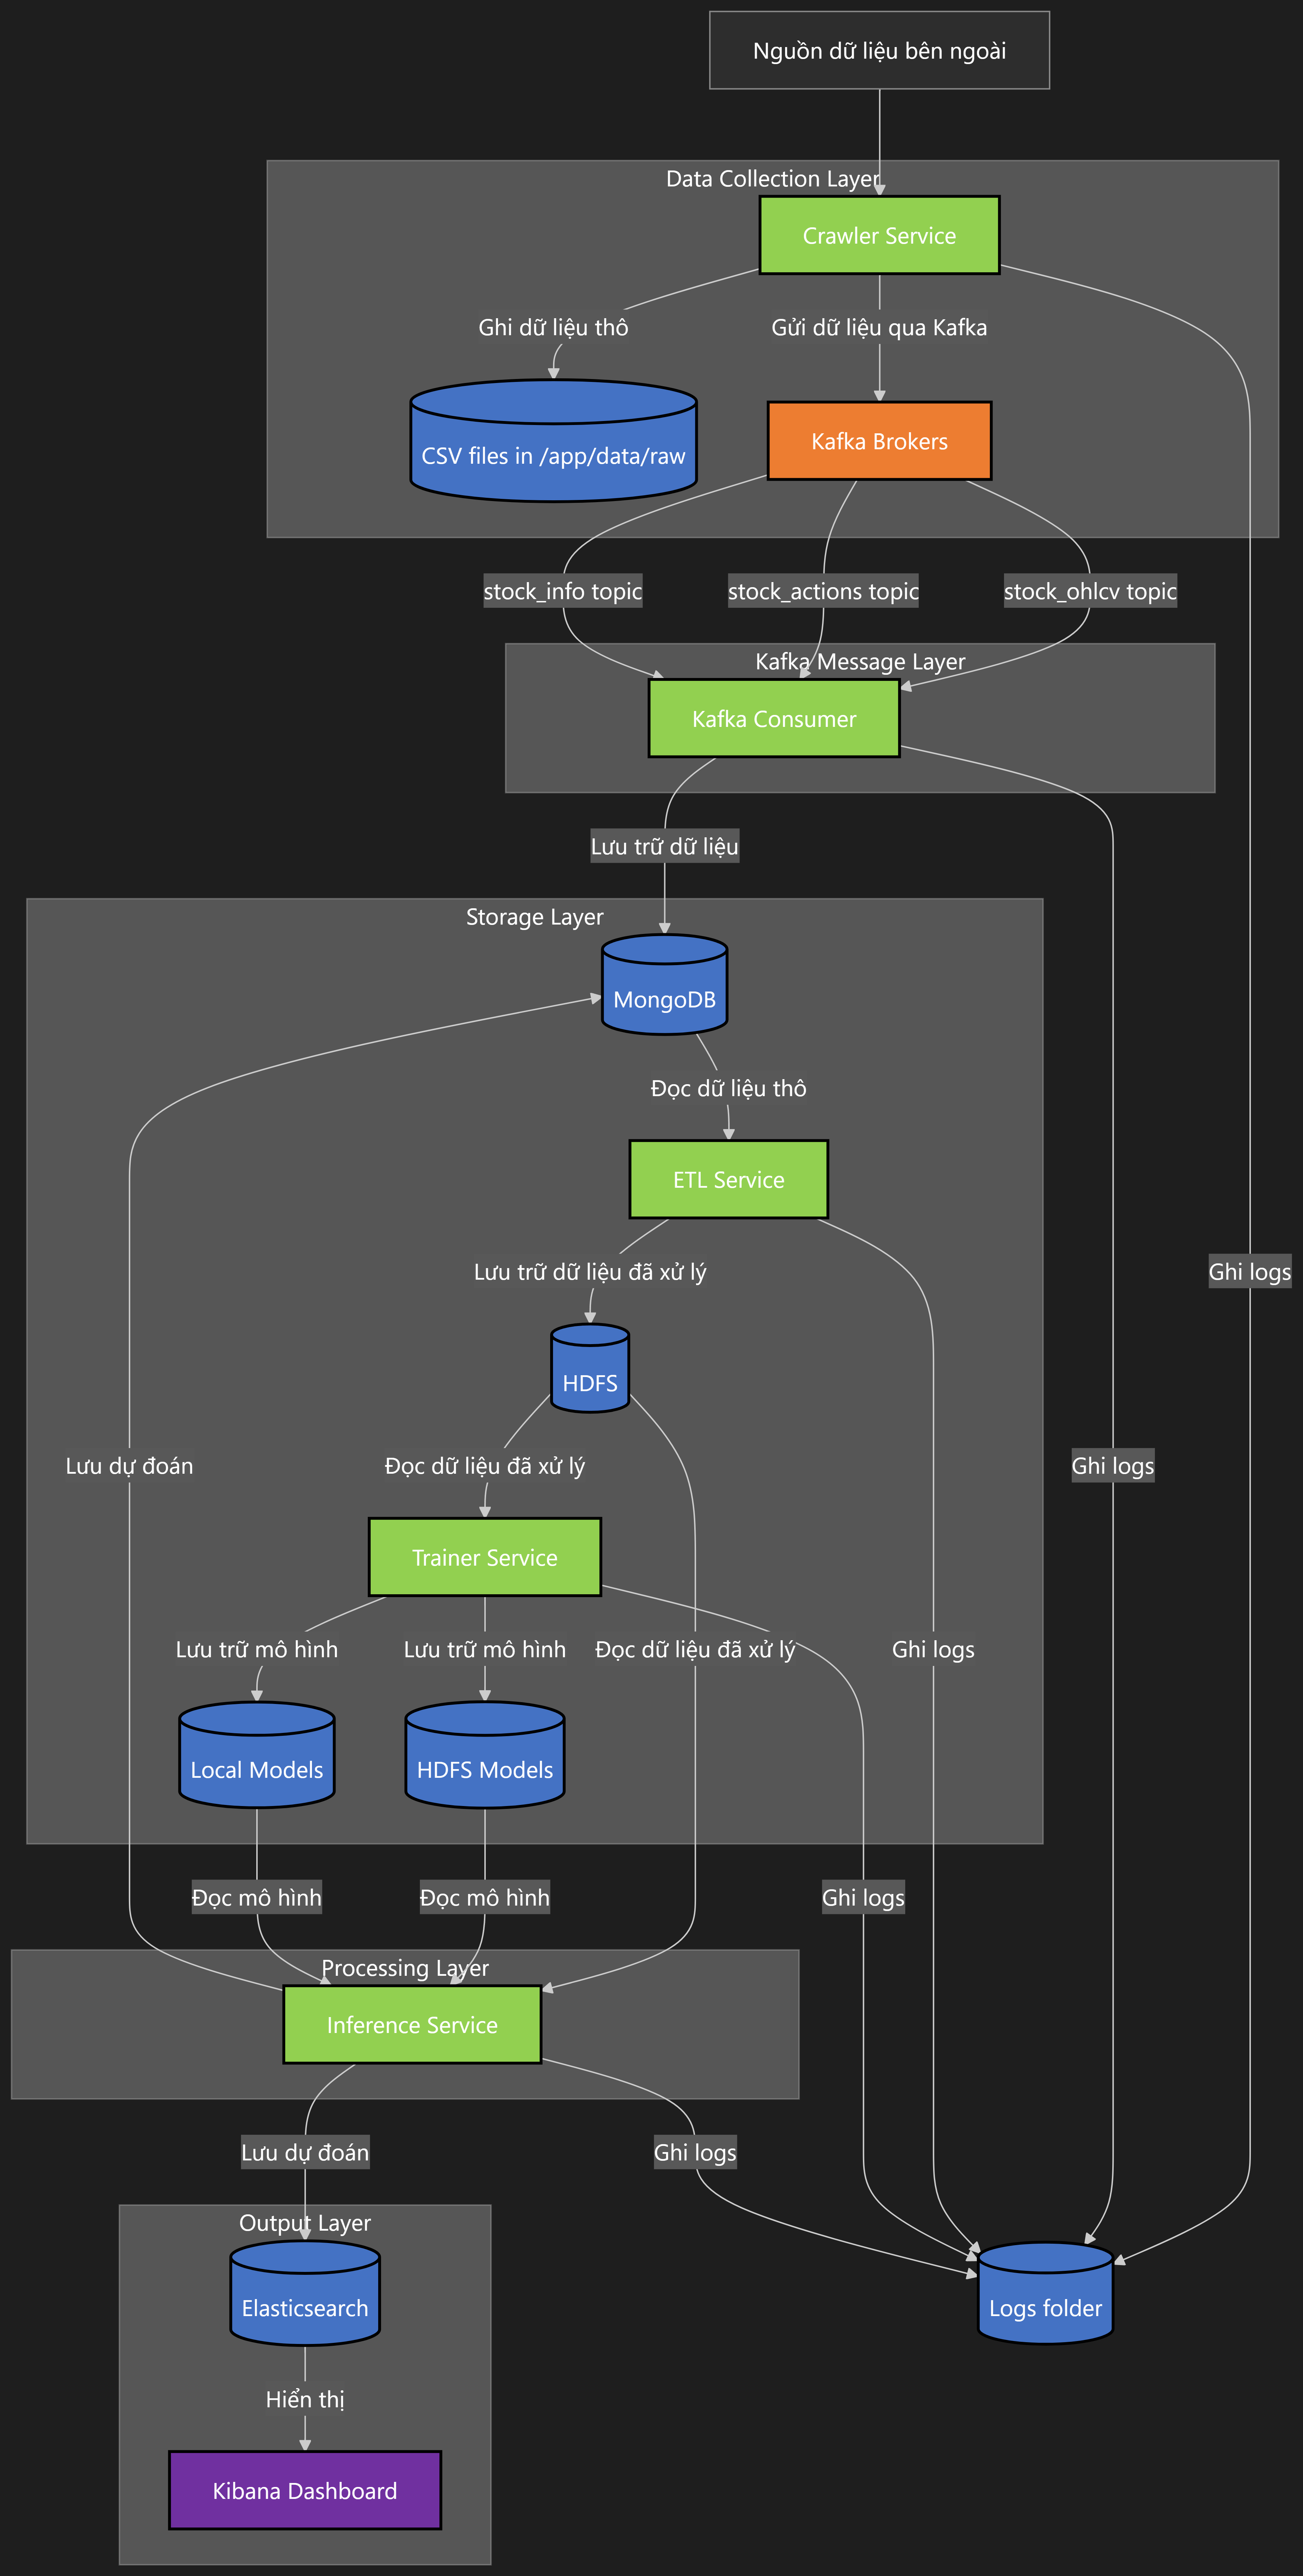 Nguồn dữ liệu bên ngoài
Data Collection Layer
Crawler Service
Ghi dữ liệu thô
Gửi dữ liệu qua Kafka
CSV files in /app/data/raw
Kafka Brokers
stock_info topic
stock_actions topic
stock_ohlcv topic
Kafka Message Layer
Kafka Consumer
Lưu trữ dữ liệu
Storage Layer
MongoDB
Đọc dữ liệu thô
ETL Service
Lưu trữ dữ liệu đã xử lý
Ghi logs
HDFS
Lưu dự đoán
Đọc dữ liệu đã xử lý
Ghi logs
Trainer Service
Lưu trữ mô hình
Lưu trữ mô hình
Đọc dữ liệu đã xử lý
Ghi logs
Local Models
HDFS Models
Đọc mô hình
Đọc mô hình
Ghi logs
Processing Layer
Inference Service
Lưu dự đoán
Ghi logs
Output Layer
Elasticsearch
Logs folder
Hiển thị
Kibana Dashboard